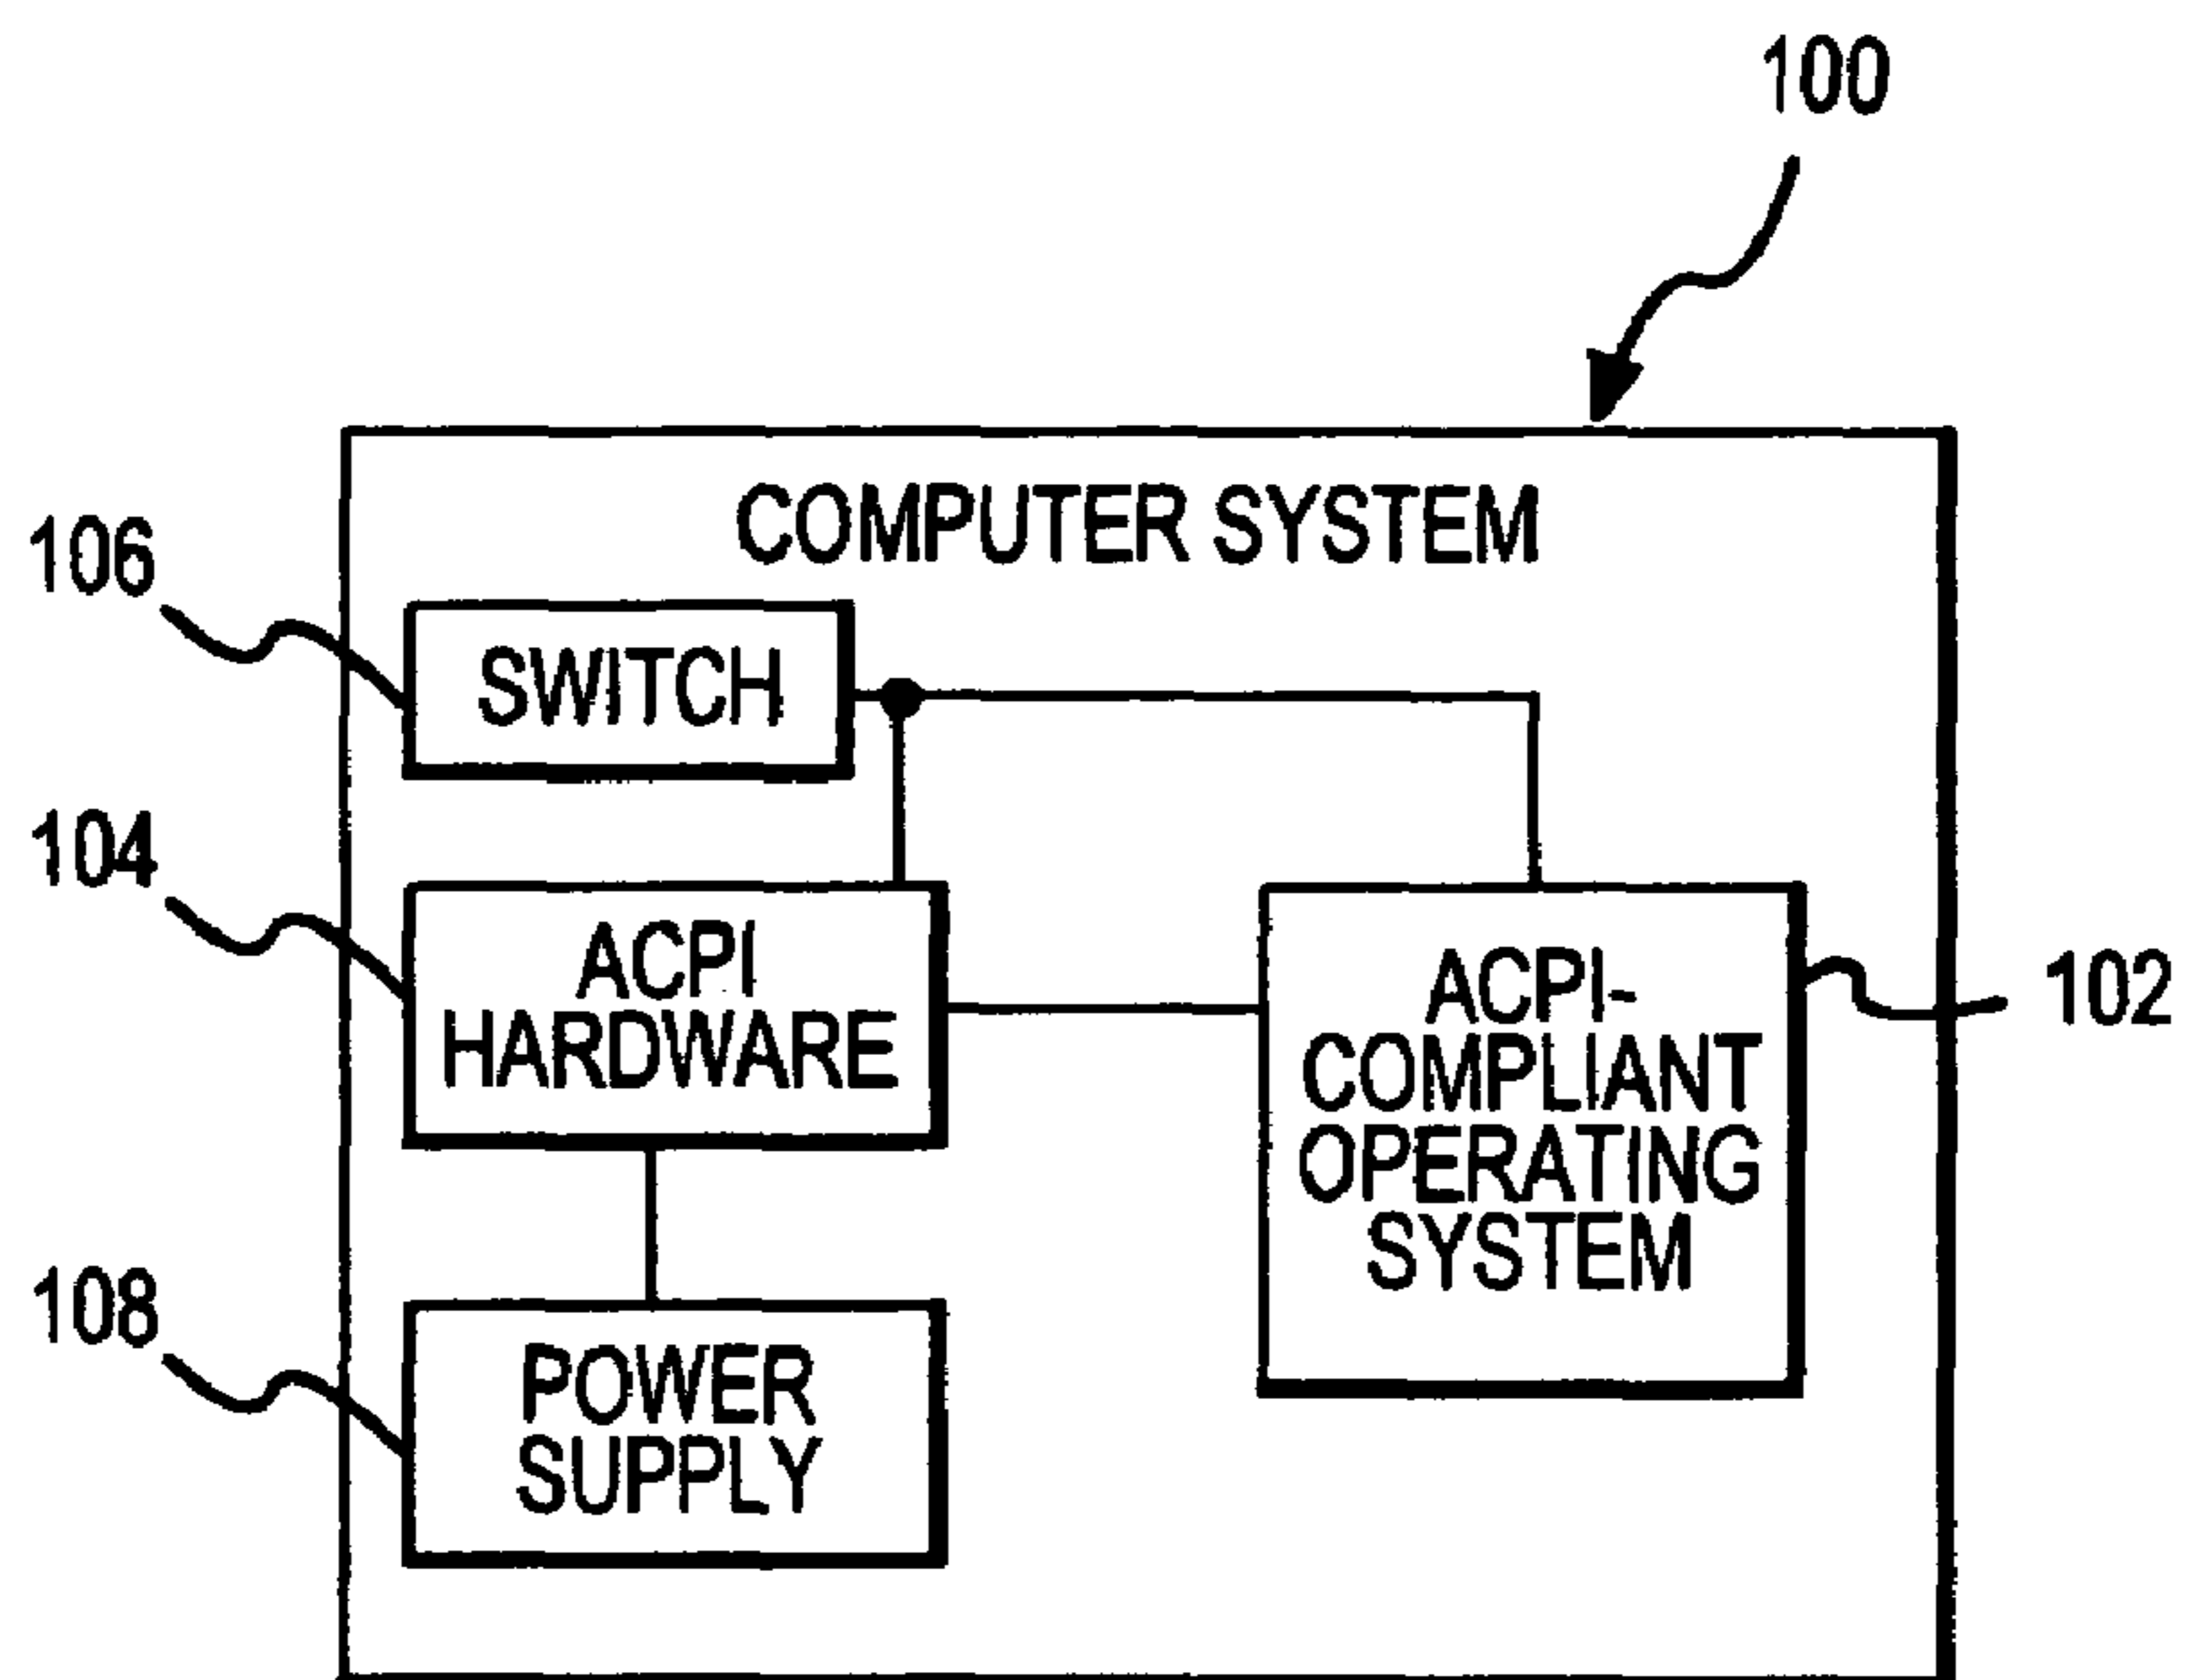 100
COMPUTER SYSTEM
106
SWITCH
104
ACPI
HARDWARE
ACPI-
COMPLIANT
OPERATING
SYSTEM
102
108
POWER
SUPPLY